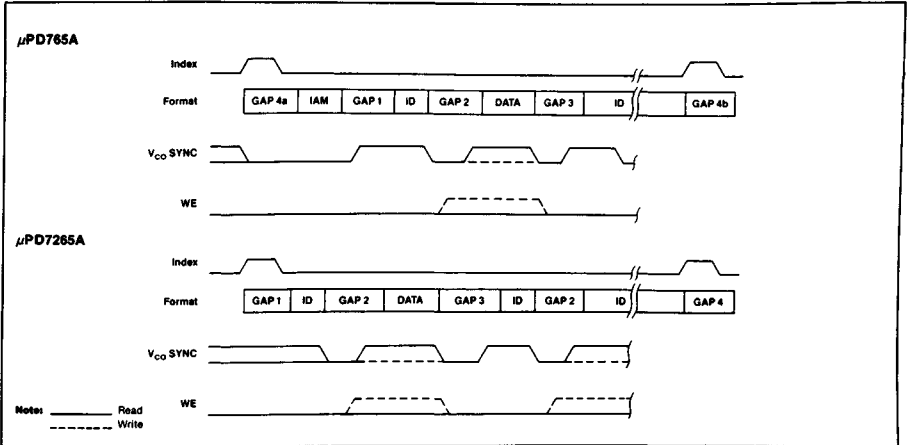 μPD765A
Index
Format GAP 4a IAM GAP 1 ID GAP 2 DATA GAP 3 ID GAP 4b
VCO SYNC
WE
μPD7265A
Index
Format GAP 1 ID GAP 2 DATA GAP 3 ID GAP 2 ID GAP 4
VCO SYNC
WE
Note: Read
Write